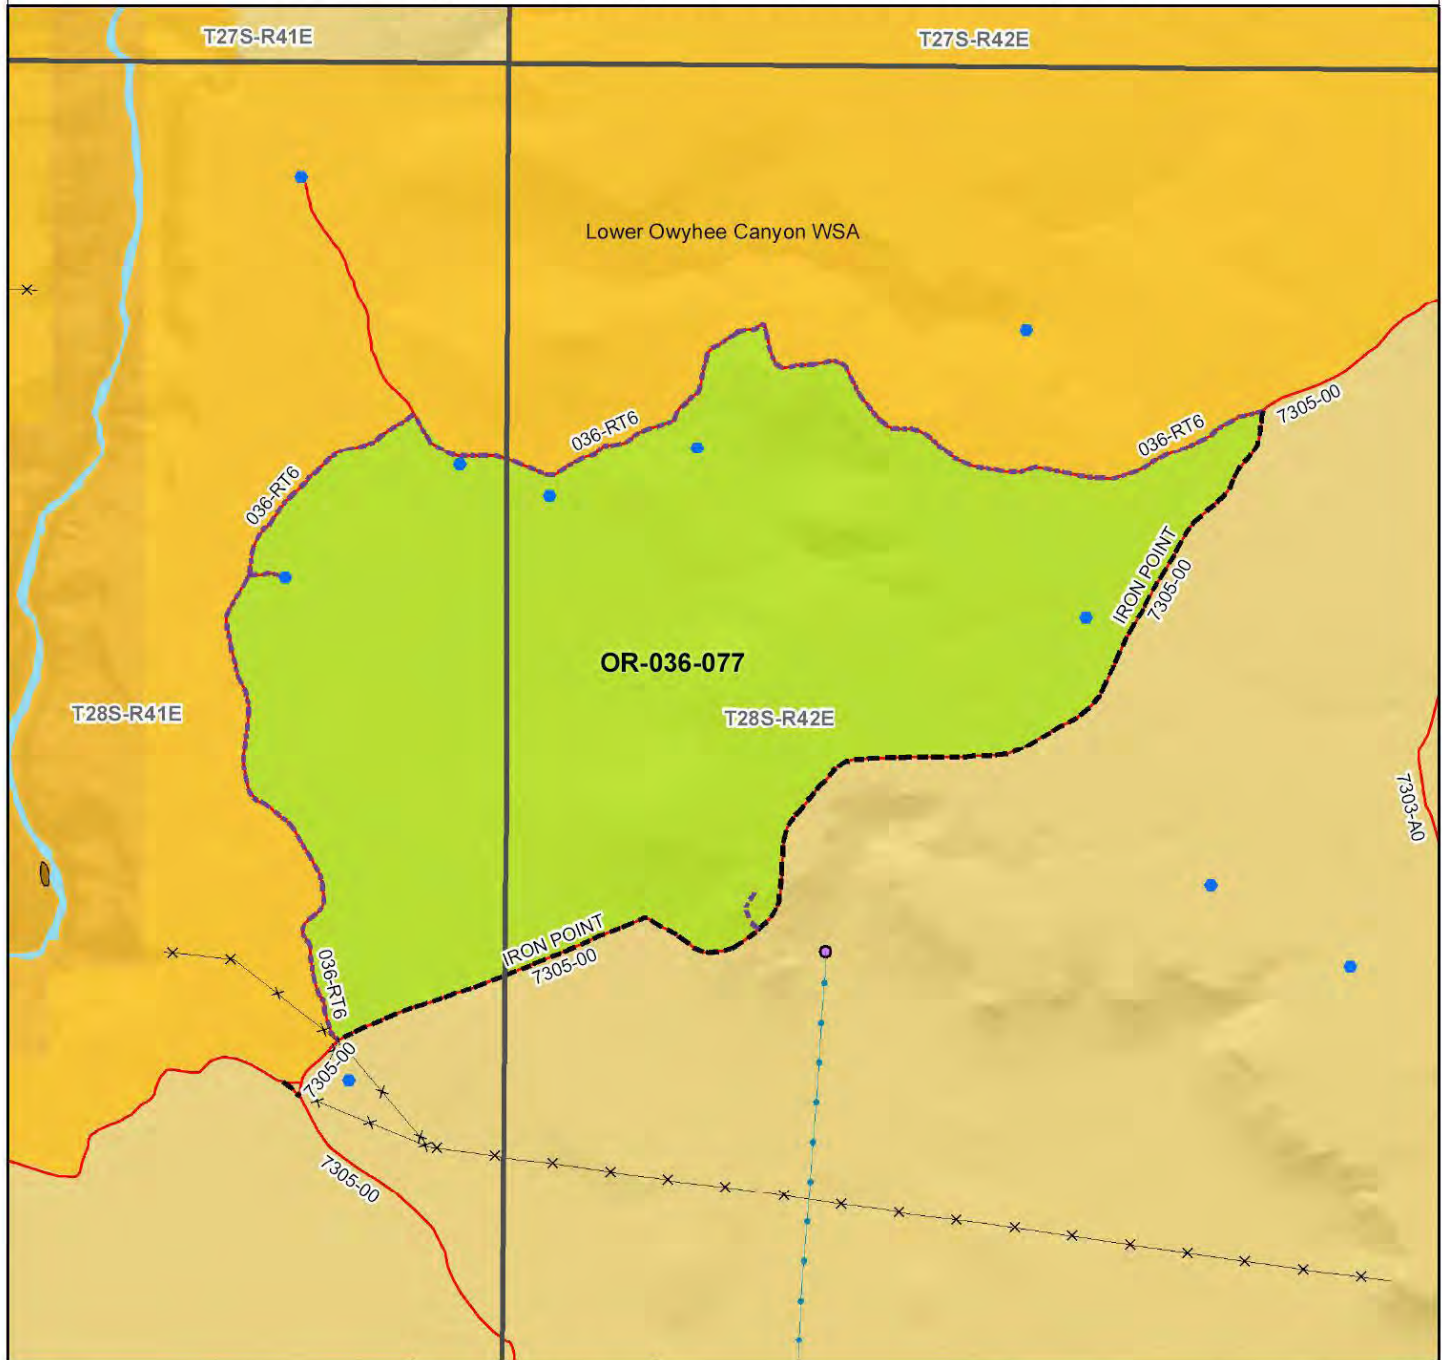 T27S-R41E
T27S-R42E
Lower Owyhee Canyon WSA
7305-00
036-RT6
036-RT6
036-RT6
IRON POINT
7305-00
OR-036-077
T28S-R41E
T28S-R42E
7303-A0
IRON POINT
7305-00
036-RT6
7305-00
7305-00